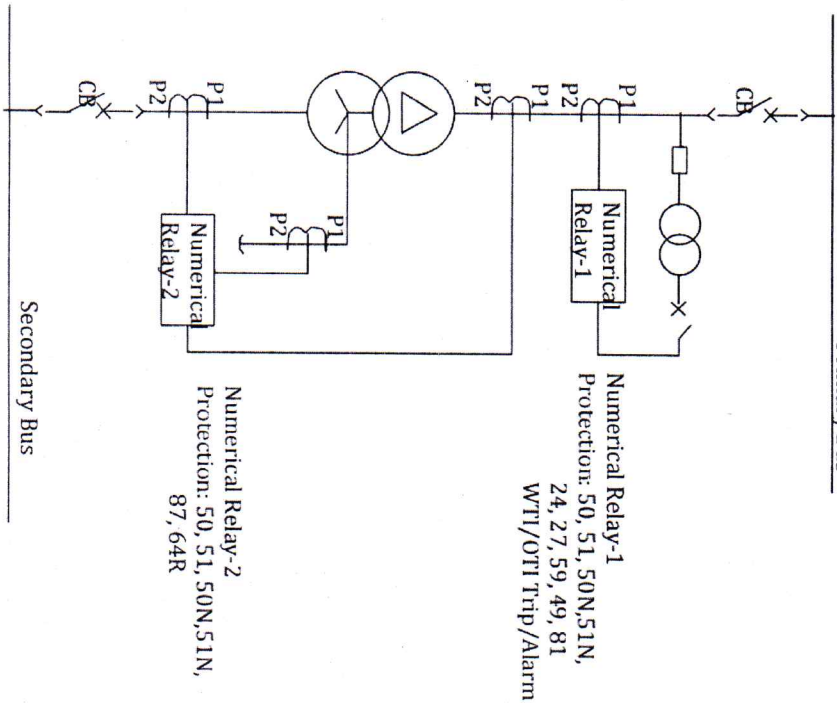 CB
P1
P2
Numerical
Relay-1
P1
P2
P1
P2
Numerical
Relay-2
P1
P2
CB
Numerical Relay-1
Protection: 50, 51, 50N,51N,
24, 27, 59, 49, 81
WTI/OTI Trip/Alarm
Numerical Relay-2
Protection: 50, 51, 50N,51N,
87, 64R
Secondary Bus